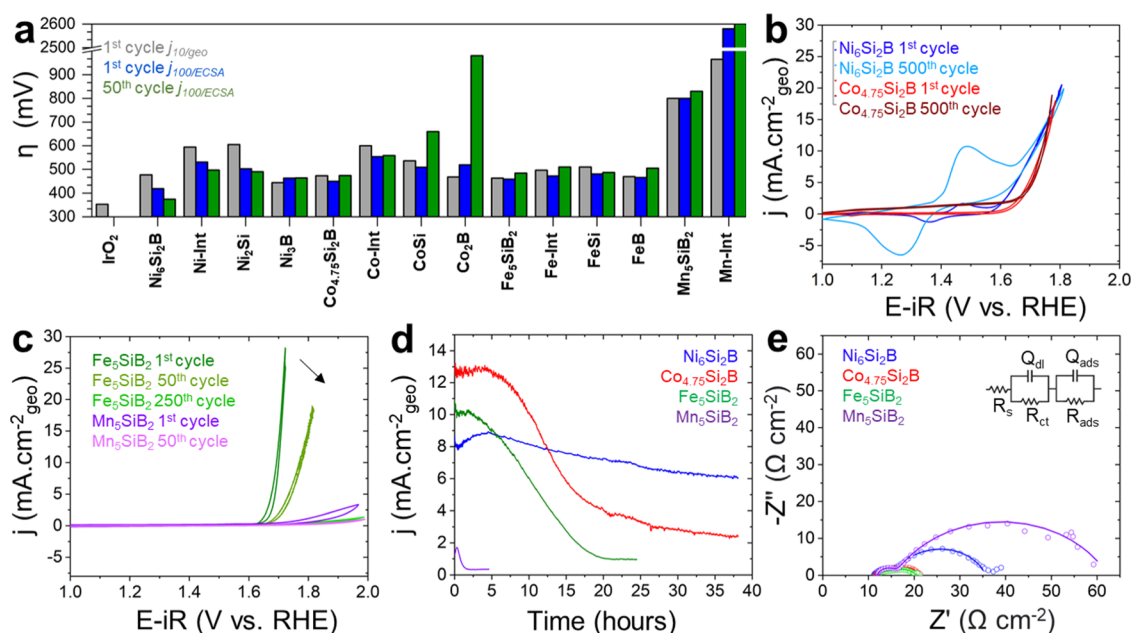 a
2600
2500
900
800
700
600
500
400
300
η (mV)
1st cycle j10/geo
1st cycle j100/ECSA
50th cycle j100/ECSA
IrO2
Ni6Si2B
Ni-Int
Ni2Si
Ni3B
Co4.75Si2B
Co-Int
CoSi
Co2B
Fe5SiB2
Fe-Int
FeSi
FeB
Mn5SiB2
Mn-Int
b
Ni6Si2B 1st cycle
Ni6Si2B 500th cycle
Co4.75Si2B 1st cycle
Co4.75Si2B 500th cycle
30
25
20
15
10
5
0
-5
j (mA.cm-2geo)
1.0 1.2 1.4 1.6 1.8 2.0
E-iR (V vs. RHE)
c
Fe5SiB2 1st cycle
Fe5SiB2 50th cycle
Fe5SiB2 250th cycle
Mn5SiB2 1st cycle
Mn5SiB2 50th cycle
30
25
20
15
10
5
0
-5
j (mA.cm-2geo)
1.0 1.2 1.4 1.6 1.8 2.0
E-iR (V vs. RHE)
d
Ni6Si2B
Co4.75Si2B
Fe5SiB2
Mn5SiB2
14
12
10
8
6
4
2
0
j (mA.cm-2geo)
0 5 10 15 20 25 30 35 40
Time (hours)
e
Ni6Si2B
Co4.75Si2B
Fe5SiB2
Mn5SiB2
Qdl Qads
Rs Rct Rads
60
50
40
30
20
10
0
-Z" (Ω cm-2)
0 10 20 30 40 50 60
Z' (Ω cm-2)